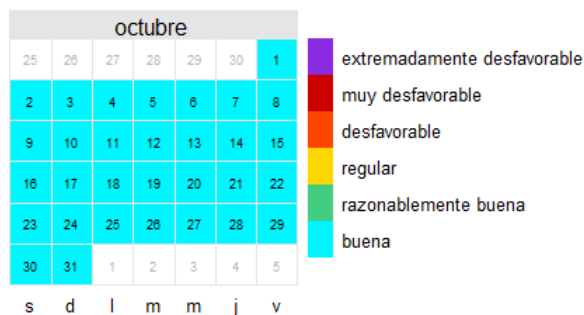 octubre
25 26 27 28 29 30 1
2 3 4 5 6 7 8
9 10 11 12 13 14 15
16 17 18 19 20 21 22
23 24 25 26 27 28 29
30 31 1 2 3 4 5
s d l m m j v
extremadamente desfavorable
muy desfavorable
desfavorable
regular
razonablemente buena
buena